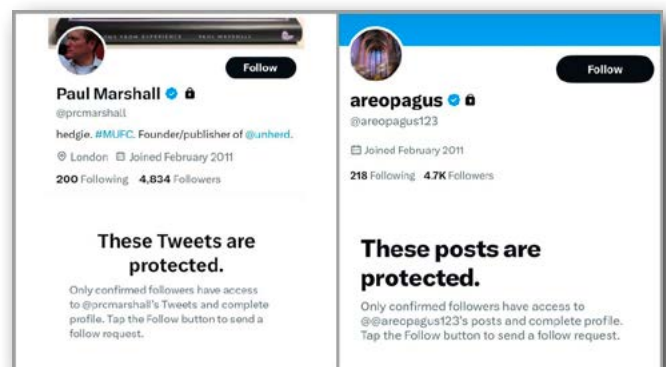 ONS FROM EXPERIENCE PAUL MARSHALL
Follow
Paul Marshall
@prcmarshall
hedgie. #MUFC. Founder/publisher of @unherd.
London Joined February 2011
200 Following 4,834 Followers
These Tweets are
protected.
Only confirmed followers have access
to @prcmarshall's Tweets and complete
profile. Tap the Follow button to send a
follow request.
Follow
areopagus
@areopagus123
Joined February 2011
218 Following 4.7K Followers
These posts are
protected.
Only confirmed followers have access to
@@areopagus123's posts and complete profile.
Tap the Follow button to send a follow request.